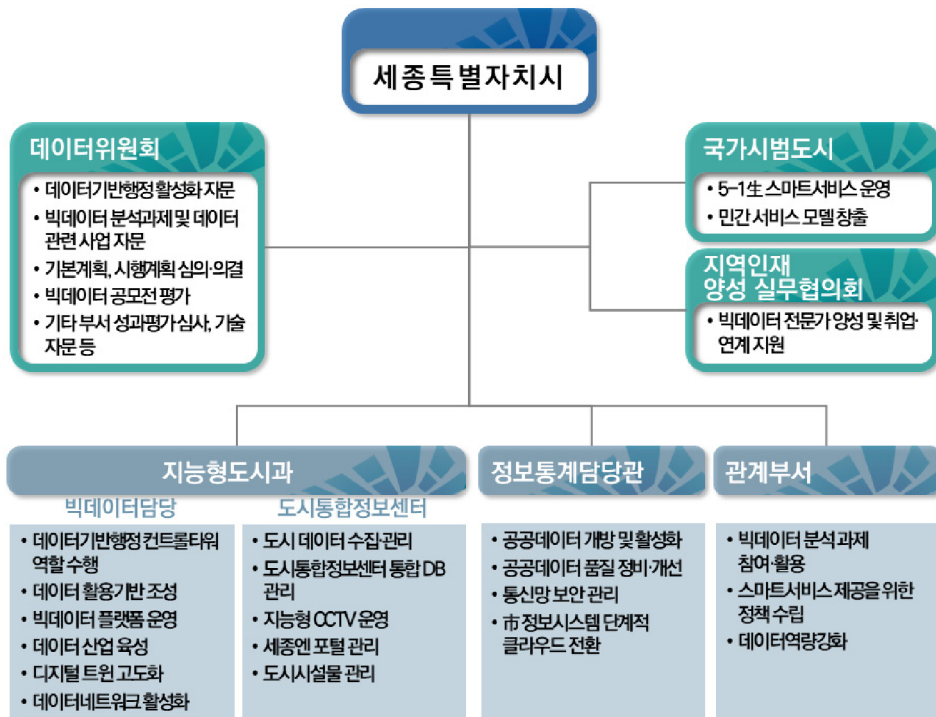 세종특별자치시
데이터위원회
• 데이터기반행정 활성화 자문
• 빅데이터 분석과제 및 데이터
관련 사업 자문
• 기본계획, 시행계획 심의·의결
• 빅데이터 공모전 평가
• 기타 부서 성과평가 심사, 기술
자문 등
국가시범도시
• 5-1生 스마트서비스 운영
• 민간 서비스 모델 창출
지역인재
양성 실무협의회
• 빅데이터 전문가 양성 및 취업·
연계 지원
지능형도시과
빅데이터담당
• 데이터기반행정 컨트롤타워
역할 수행
• 데이터 활용기반 조성
• 빅데이터 플랫폼 운영
• 데이터 산업 육성
• 디지털 트윈 고도화
• 데이터네트워크 활성화
도시통합정보센터
• 도시 데이터 수집·관리
• 도시통합정보센터 통합 DB
관리
• 지능형 CCTV 운영
• 세종엔 포털 관리
• 도시시설물 관리
정보통계담당관
• 공공데이터 개방 및 활성화
• 공공데이터 품질 정비·개선
• 통신망 보안 관리
• 市 정보시스템 단계적
클라우드 전환
관계부서
• 빅데이터 분석 과제
참여·활용
• 스마트서비스 제공을 위한
정책 수립
• 데이터역량강화